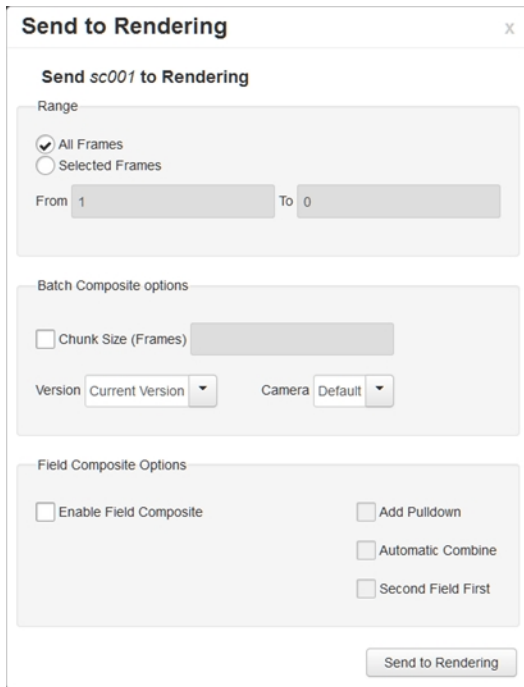 Send to Rendering x
Send sc001 to Rendering
Range
All Frames
Selected Frames
From 1 To 0
Batch Composite options
Chunk Size (Frames)
Version Current Version Camera Default
Field Composite Options
Enable Field Composite Add Pulldown
Automatic Combine
Second Field First
Send to Rendering